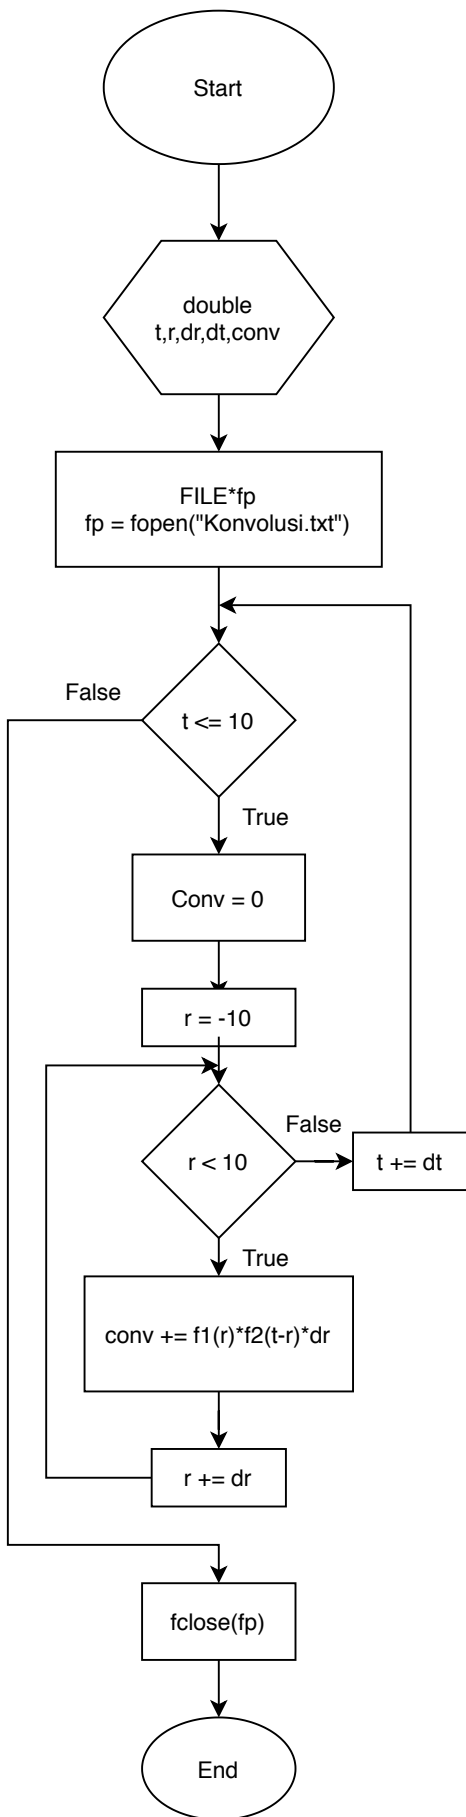 Start
double
t,r,dr,dt,conv
FILE*fp
fp = fopen("Konvolusi.txt")
False
t <= 10
True
Conv = 0
r = -10
False
r < 10
t += dt
True
conv += f1(r)*f2(t-r)*dr
r += dr
fclose(fp)
End